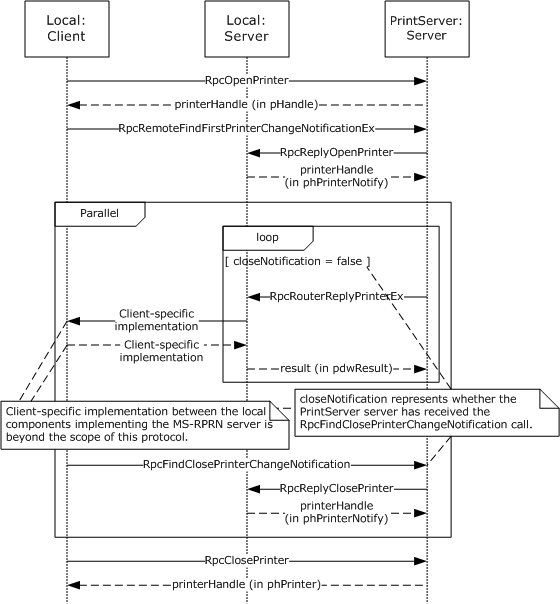 Local:
Client
Local:
Server
PrintServer:
Server
RpcOpenPrinter
printerHandle (in pHandle)
RpcRemoteFindFirstPrinterChangeNotificationEx
RpcReplyOpenPrinter
printerHandle
(in phPrinterNotify)
Parallel
loop
[ closeNotification = false ]
RpcRouterReplyPrinterEx
Client-specific
implementation
Client-specific
implementation
result (in pdwResult)
closeNotification represents whether the
PrintServer server has received the
RpcFindClosePrinterChangeNotification call.
Client-specific implementation between the local
components implementing the MS-RPRN server is
beyond the scope of this protocol.
RpcFindClosePrinterChangeNotification
RpcReplyClosePrinter
printerHandle
(in phPrinterNotify)
RpcClosePrinter
printerHandle (in phPrinter)